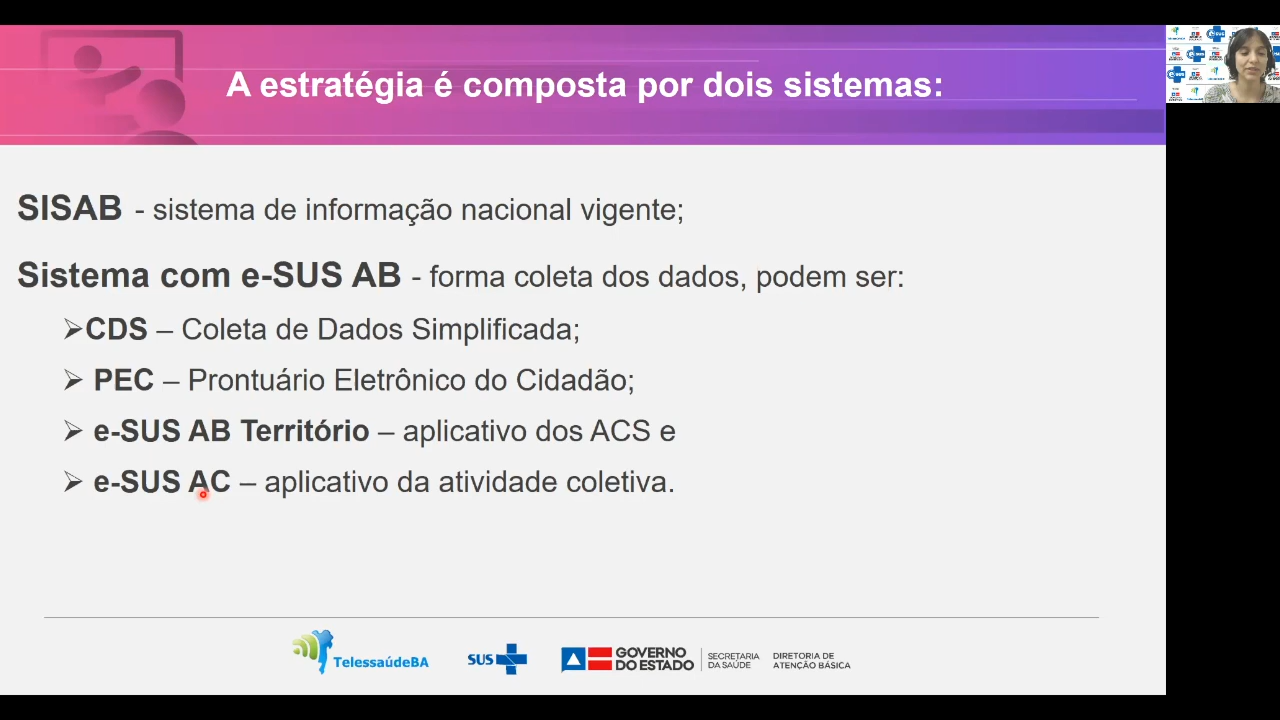 A estratégia é composta por dois sistemas:
SISAB - sistema de informação nacional vigente;
Sistema com e-SUS AB - forma coleta dos dados, podem ser:
➢CDS – Coleta de Dados Simplificada;
➢ PEC – Prontuário Eletrônico do Cidadão;
➢ e-SUS AB Território – aplicativo dos ACS e
➢ e-SUS AC – aplicativo da atividade coletiva.
TelessaúdeBA
SUS
GOVERNO
DO ESTADO
SECRETARIA
DA SAÚDE
DIRETORIA DE
ATENÇÃO BÁSICA